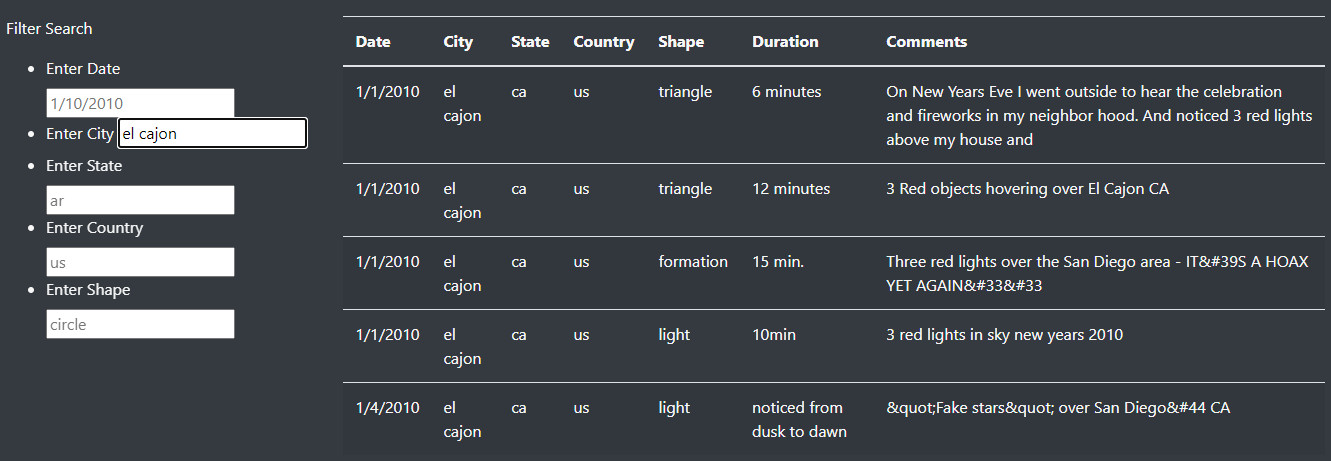 Filter Search
Enter Date
1/10/2010
Enter City el cajon
Enter State
ar
Enter Country
us
Enter Shape
circle
Date City State Country Shape Duration Comments
1/1/2010 el ca us triangle 6 minutes On New Years Eve I went outside to hear the celebration
cajon and fireworks in my neighbor hood. And noticed 3 red lights
above my house and
1/1/2010 el ca us triangle 12 minutes 3 Red objects hovering over El Cajon CA
cajon
1/1/2010 el ca us formation 15 min. Three red lights over the San Diego area - IT&#39S A HOAX
cajon YET AGAIN&#33&#33
1/1/2010 el ca us light 10min 3 red lights in sky new years 2010
cajon
1/4/2010 el ca us light noticed from &quot;Fake stars&quot; over San Diego&#44 CA
cajon dusk to dawn